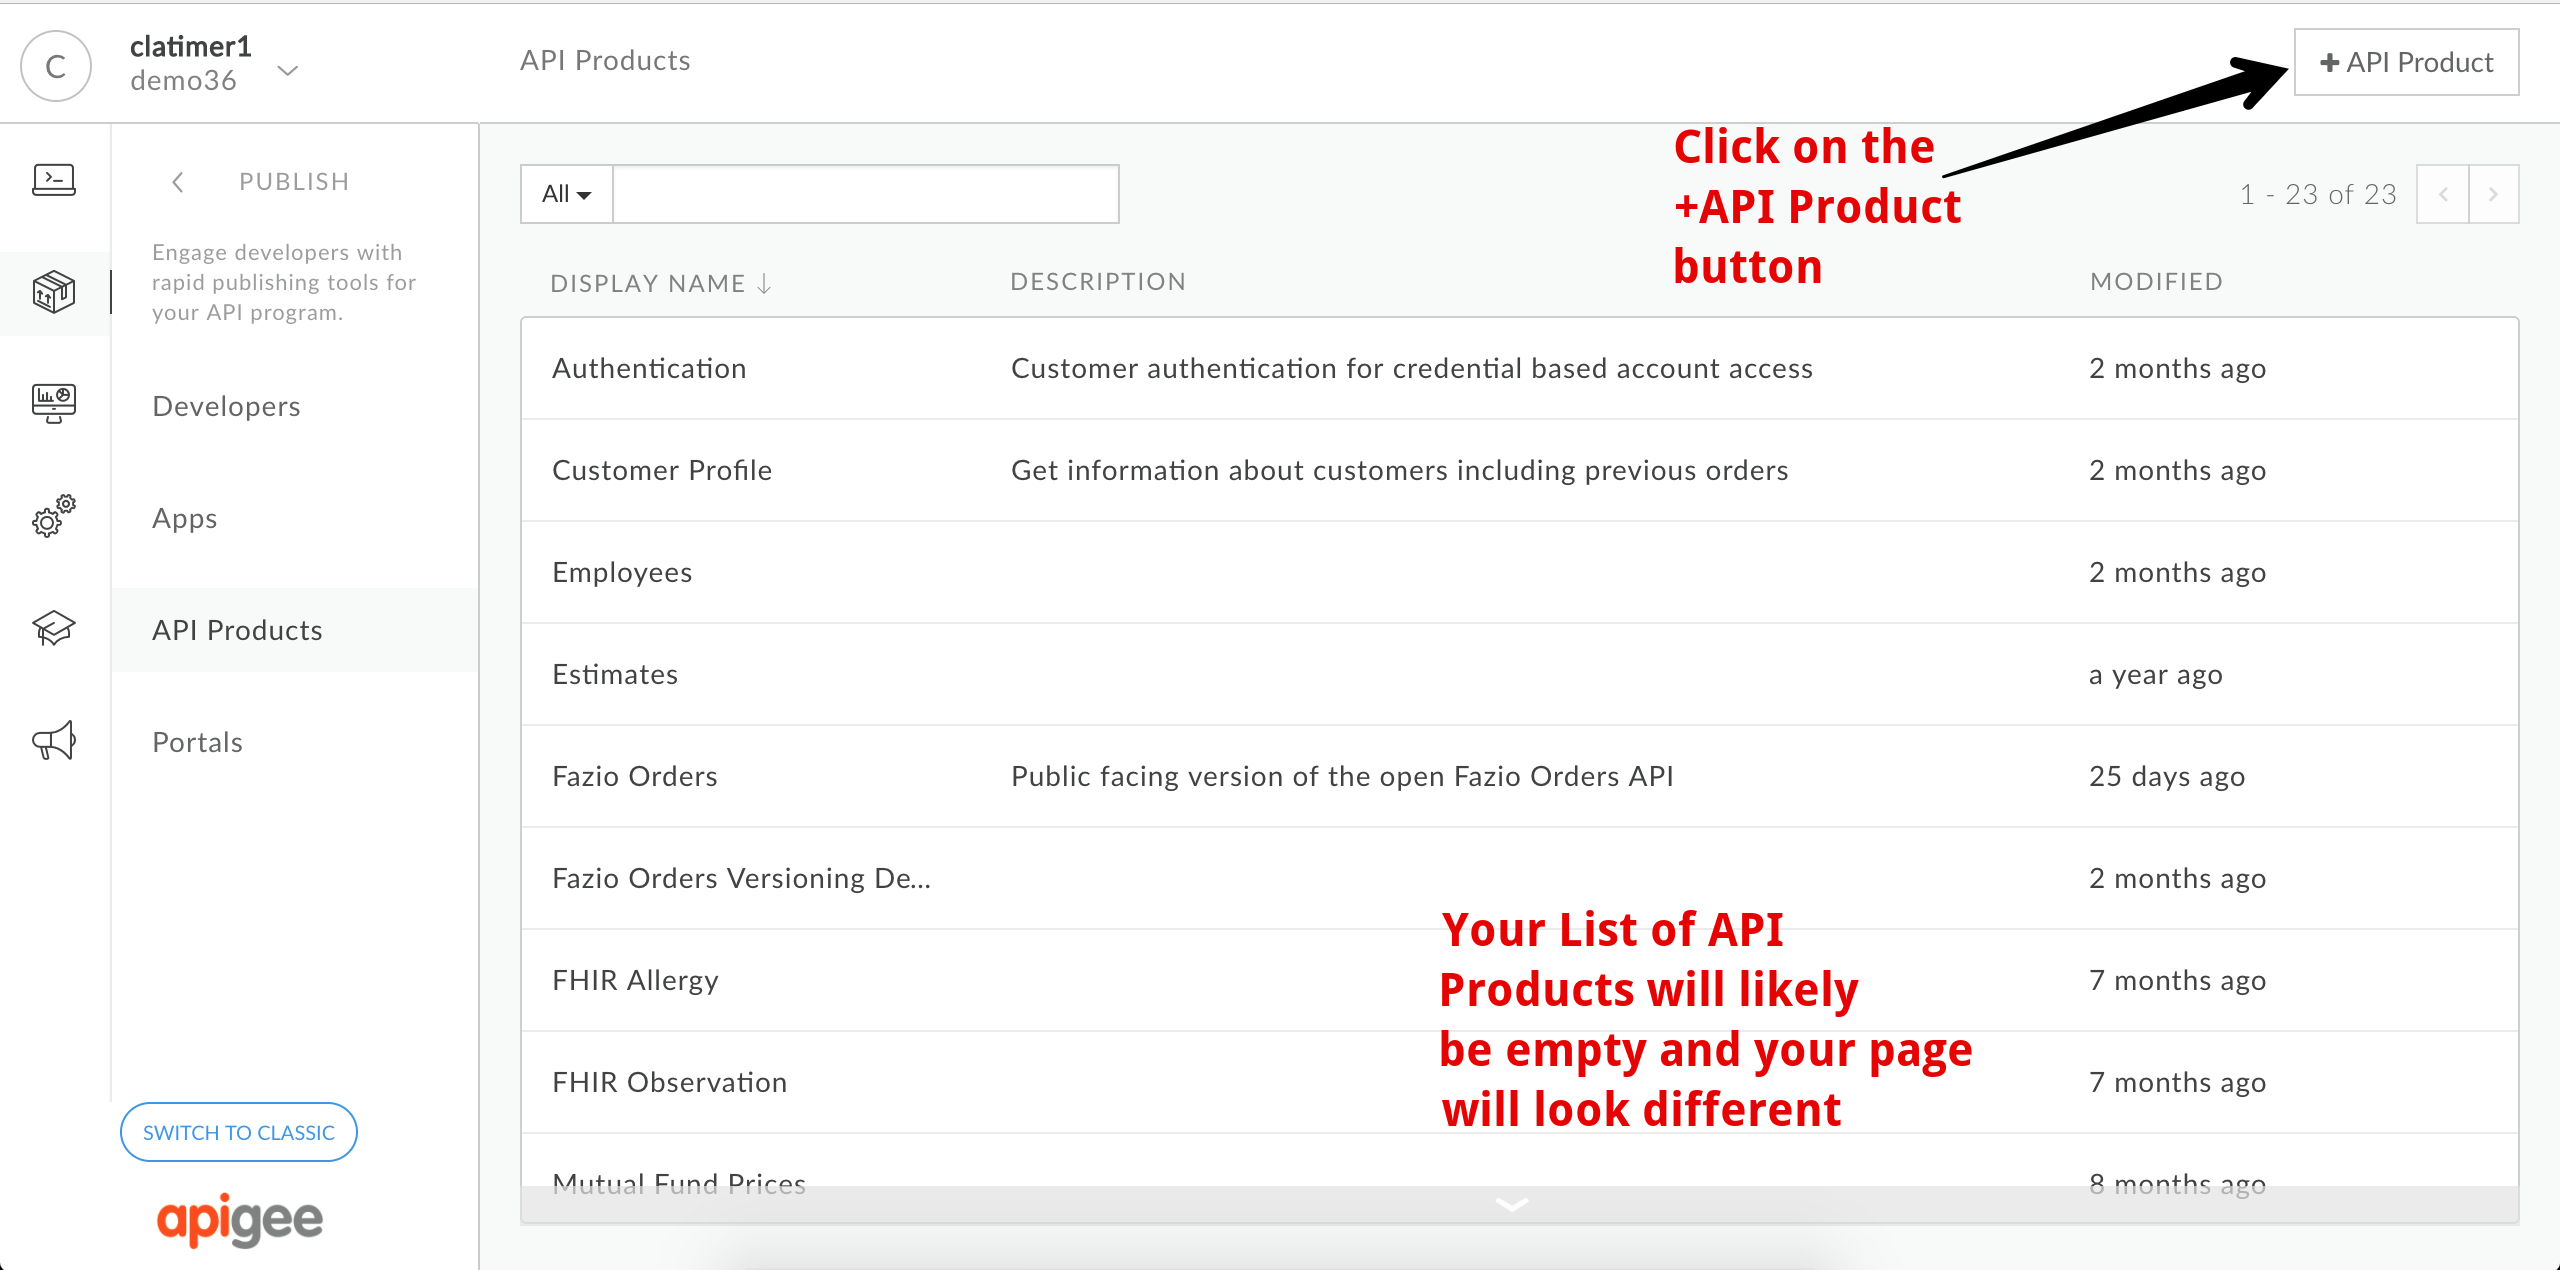 C
clatimer1
demo36
API Products
+ API Product
Click on the
+API Product
button
PUBLISH
Engage developers with
rapid publishing tools for
your API program.
Developers
Apps
API Products
Portals
SWITCH TO CLASSIC
apigee
All
1 - 23 of 23
DISPLAY NAME ↓ DESCRIPTION MODIFIED
Authentication Customer authentication for credential based account access 2 months ago
Customer Profile Get information about customers including previous orders 2 months ago
Employees 2 months ago
Estimates a year ago
Fazio Orders Public facing version of the open Fazio Orders API 25 days ago
Fazio Orders Versioning De... 2 months ago
FHIR Allergy 7 months ago
FHIR Observation 7 months ago
Mutual Fund Prices 8 months ago
Your List of API
Products will likely
be empty and your page
will look different